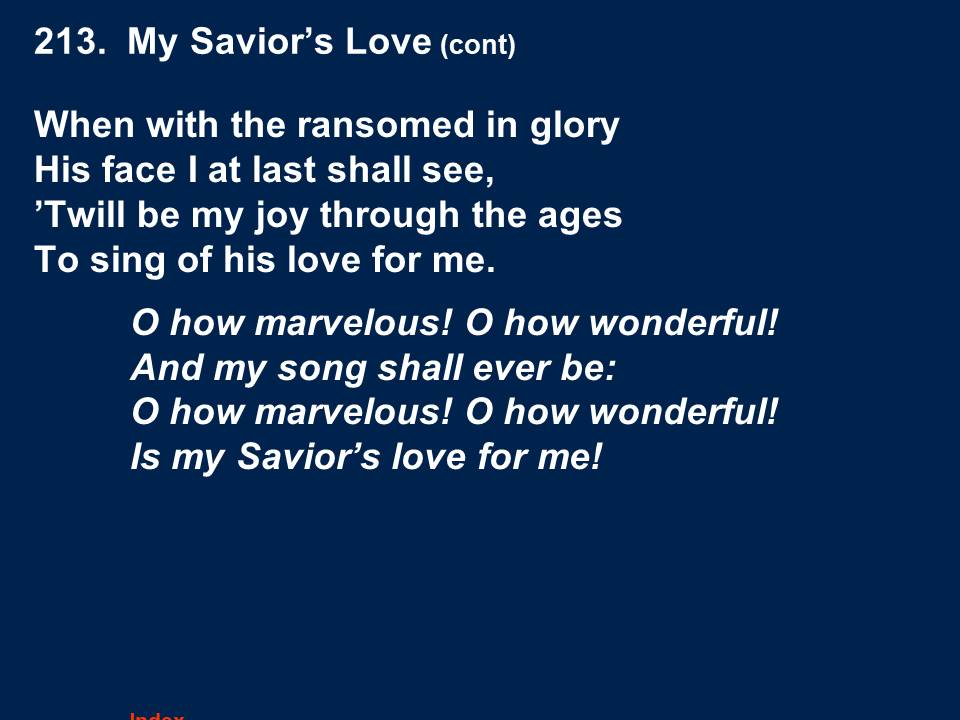 213.  My Savior’s Love (cont)
When with the ransomed in glory
His face I at last shall see,
’Twill be my joy through the ages
To sing of his love for me.
O how marvelous! O how wonderful!
And my song shall ever be:
O how marvelous! O how wonderful!
Is my Savior’s love for me!
Index